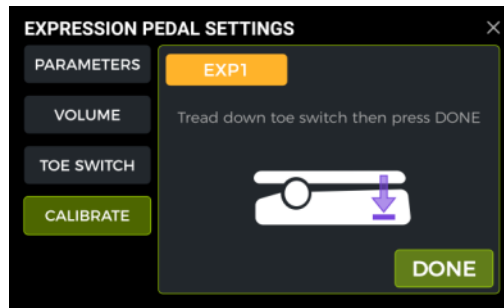 EXPRESSION PEDAL SETTINGS
PARAMETERS
VOLUME
TOE SWITCH
CALIBRATE
EXP1
Tread down toe switch then press DONE
DONE